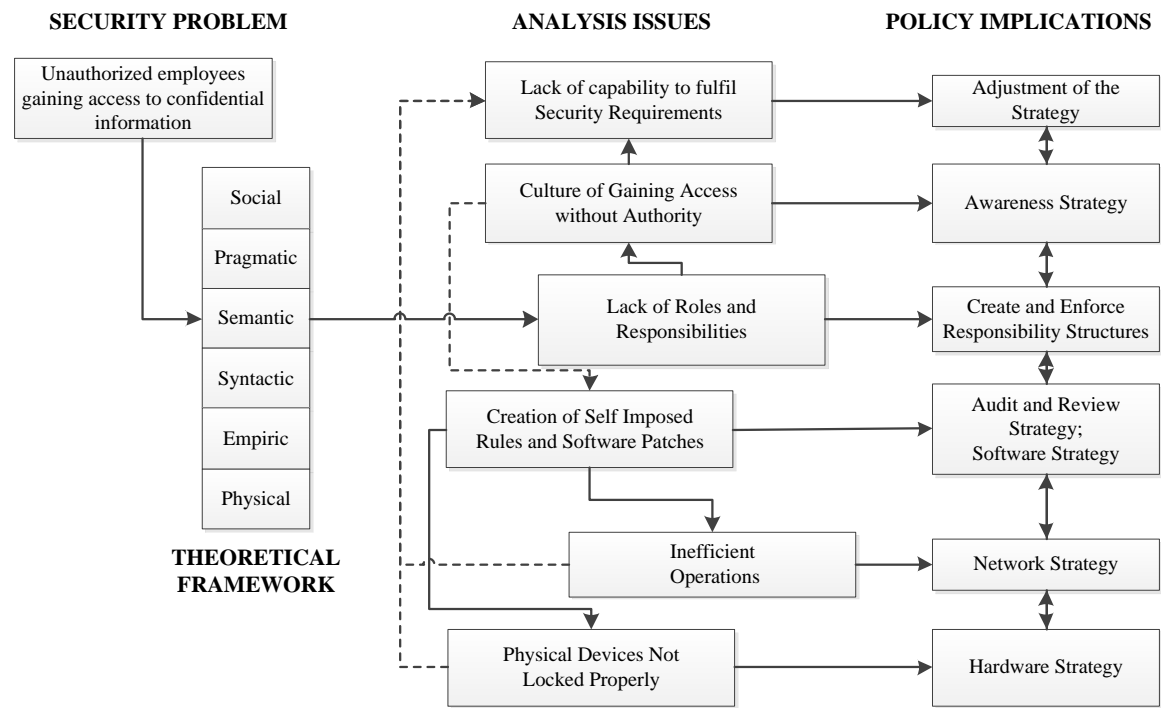 SECURITY PROBLEM
Unauthorized employees
gaining access to confidential
information
Social
Pragmatic
Semantic
Syntactic
Empiric
Physical
THEORETICAL
FRAMEWORK
ANALYSIS ISSUES
Lack of capability to fulfil
Security Requirements
Culture of Gaining Access
without Authority
Lack of Roles and
Responsibilities
Creation of Self Imposed
Rules and Software Patches
Inefficient
Operations
Physical Devices Not
Locked Properly
POLICY IMPLICATIONS
Adjustment of the
Strategy
Awareness Strategy
Create and Enforce
Responsibility Structures
Audit and Review
Strategy;
Software Strategy
Network Strategy
Hardware Strategy